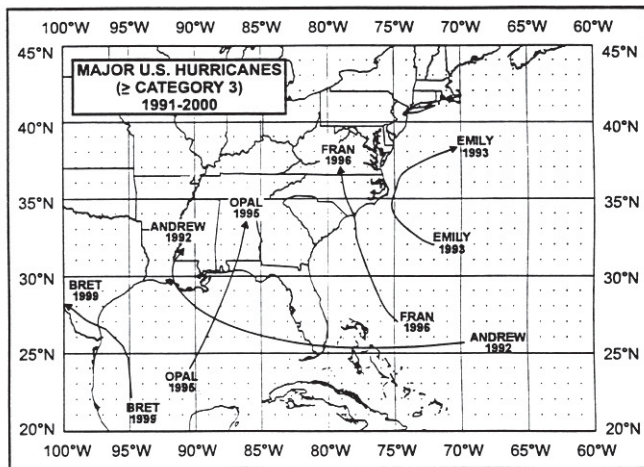 100°W 95°W 90°W 85°W 80°W 75°W 70°W 65°W 60°W
45°N 45°N
MAJOR U.S. HURRICANES
(≥ CATEGORY 3)
1991-2000
40°N 40°N
EMILY
1993
FRAN
1996
35°N 35°N
OPAL
1995
ANDREW
1992
EMILY
1993
30°N 30°N
BRET
1999
FRAN
1996
ANDREW
1992
25°N 25°N
OPAL
1995
BRET
1999
20°N 20°N
100°W 95°W 90°W 85°W 80°W 75°W 70°W 65°W 60°W